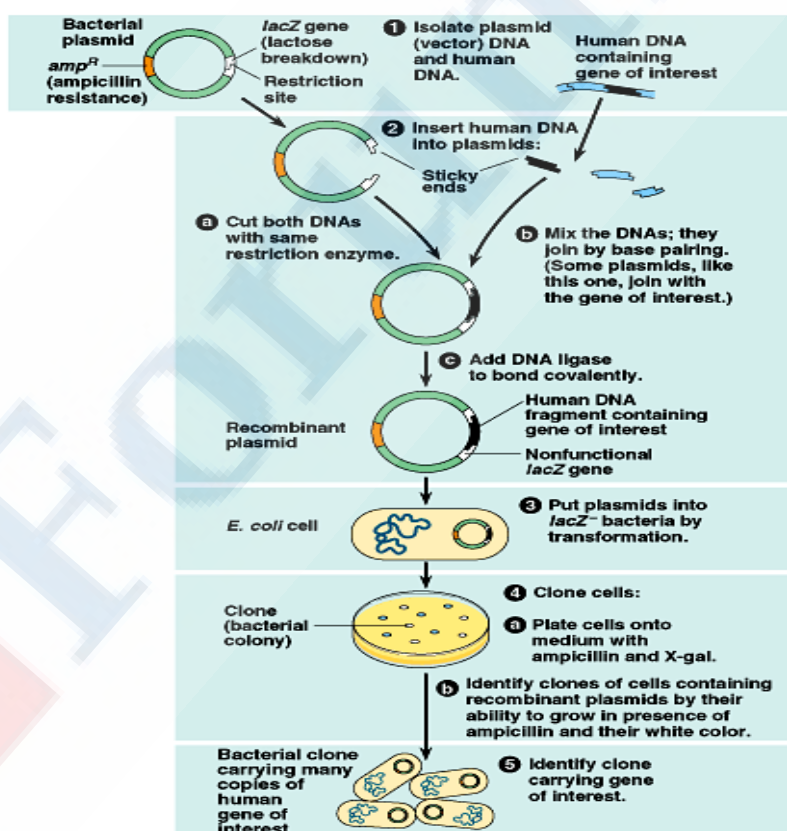 Bacterial
plasmid
ampR
(ampicillin
resistance)
lacZ gene
(lactose
breakdown)
Restriction
site
1 Isolate plasmid
(vector) DNA
and human
DNA.
Human DNA
containing
gene of interest
2 Insert human DNA
into plasmids:
Sticky
ends
a Cut both DNAs
with same
restriction enzyme.
b Mix the DNAs; they
join by base pairing.
(Some plasmids, like
this one, join with
the gene of interest.)
c Add DNA ligase
to bond covalently.
Recombinant
plasmid
Human DNA
fragment containing
gene of interest
Nonfunctional
lacZ gene
E. coli cell
3 Put plasmids into
lacZ– bacteria by
transformation.
Clone
(bacterial
colony)
4 Clone cells:
a Plate cells onto
medium with
ampicillin and X-gal.
b Identify clones of cells containing
recombinant plasmids by their
ability to grow in presence of
ampicillin and their white color.
Bacterial clone
carrying many
copies of
human
gene of
interest
5 Identify clone
carrying gene
of interest.